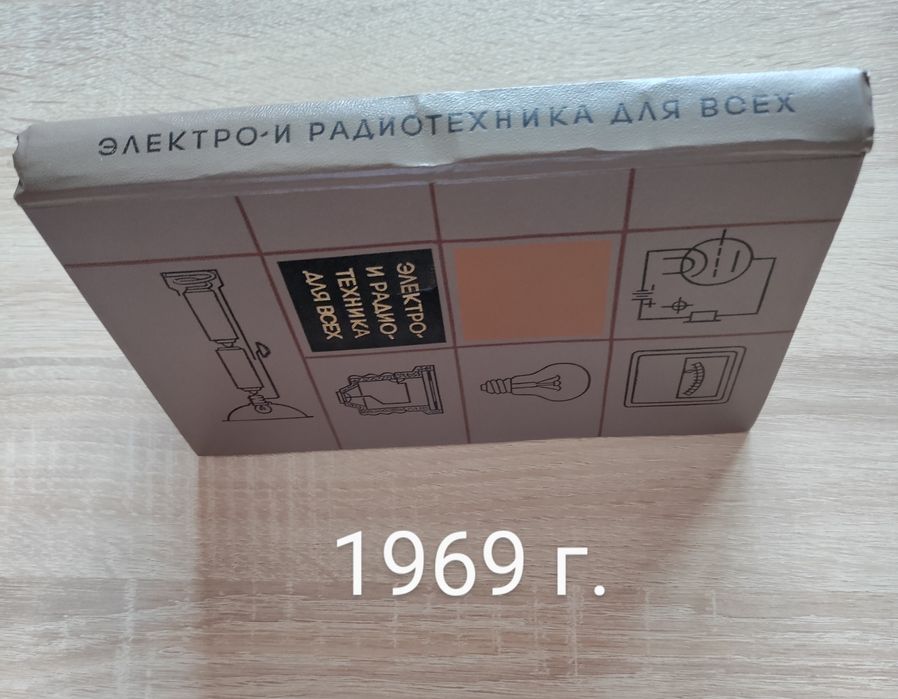 ЭЛЕКТРО- И РАДИОТЕХНИКА ДЛЯ ВСЕХ
ЭЛЕКТРО-
И РАДИО-
ТЕХНИКА
ДЛЯ ВСЕХ
1969 г.